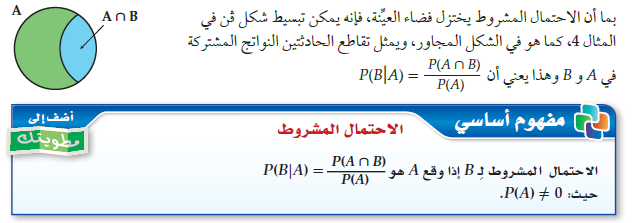 بما أن الاحتمال المشروط يختزل فضاء العيِّنة، فإنه يمكن تبسيط شكل ڤن في
المثال 4، كما هو في الشكل المجاور، ويمثل تقاطع الحادثتين النواتج المشتركة
في A و B وهذا يعني أن P(B|A) = P(A ∩ B) / P(A)
A
A ∩ B
مفهوم أساسي
أضف إلى
مطويتك
الاحتمال المشروط
الاحتمال المشروط لِـ B إذا وقع A هو P(B|A) = P(A ∩ B) / P(A)
حيث: P(A) ≠ 0.